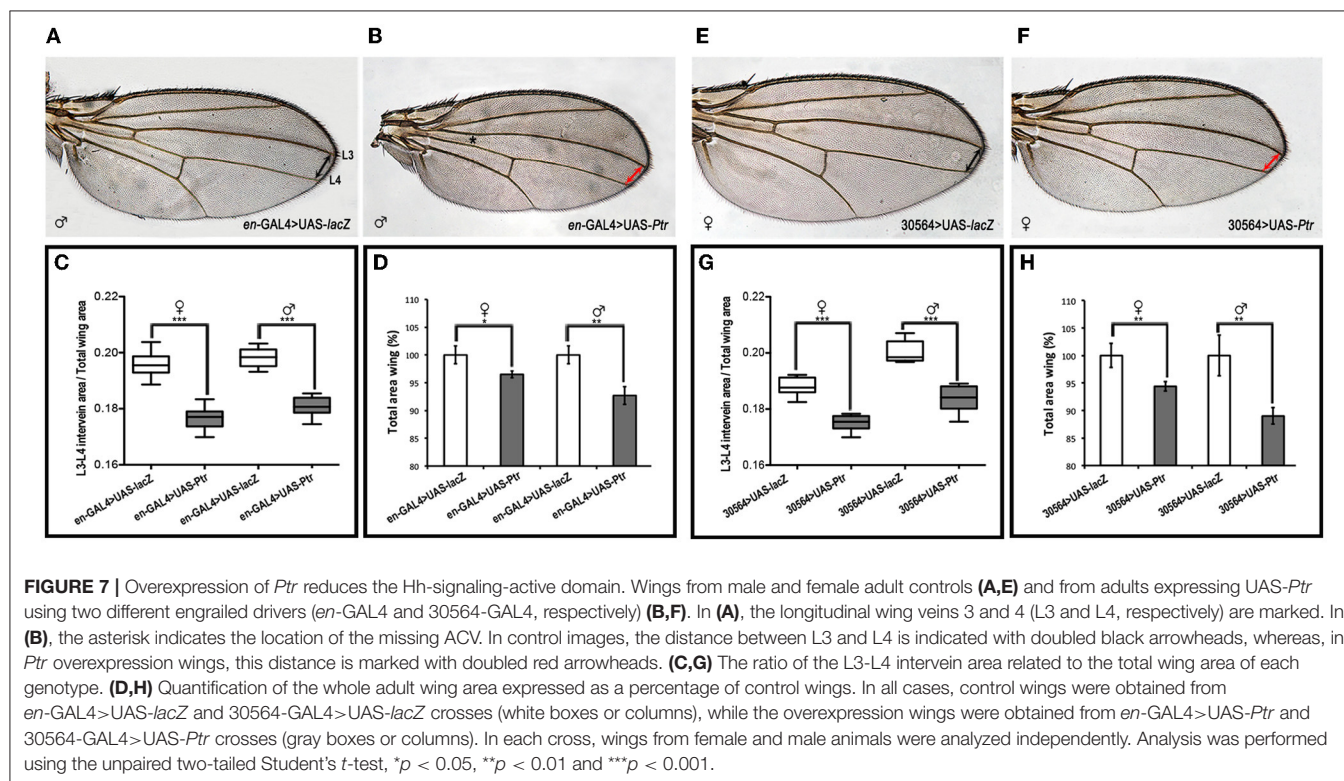 A
B
E
F
L3
L4
*
♂
en-GAL4>UAS-lacZ
♂
en-GAL4>UAS-Ptr
♀
30564>UAS-lacZ
♀
30564>UAS-Ptr
C
L3-L4 intervein area / Total wing area
0.22
0.20
0.18
0.16
♀
***
♂
***
en-GAL4>UAS-lacZ
en-GAL4>UAS-Ptr
en-GAL4>UAS-lacZ
en-GAL4>UAS-Ptr
D
Total area wing (%)
110
105
100
95
90
85
80
♀
*
♂
**
en-GAL4>UAS-lacZ
en-GAL4>UAS-Ptr
en-GAL4>UAS-lacZ
en-GAL4>UAS-Ptr
G
L3-L4 intervein area / Total wing area
0.22
0.20
0.18
0.16
♀
***
♂
***
30564>UAS-lacZ
30564>UAS-Ptr
30564>UAS-lacZ
30564>UAS-Ptr
H
Total area wing (%)
110
105
100
95
90
85
80
♀
**
♂
**
30564>UAS-lacZ
30564>UAS-Ptr
30564>UAS-lacZ
30564>UAS-Ptr
FIGURE 7 | Overexpression of Ptr reduces the Hh-signaling-active domain. Wings from male and female adult controls (A,E) and from adults expressing UAS-Ptr
using two different engrailed drivers (en-GAL4 and 30564-GAL4, respectively) (B,F). In (A), the longitudinal wing veins 3 and 4 (L3 and L4, respectively) are marked. In
(B), the asterisk indicates the location of the missing ACV. In control images, the distance between L3 and L4 is indicated with doubled black arrowheads, whereas, in
Ptr overexpression wings, this distance is marked with doubled red arrowheads. (C,G) The ratio of the L3-L4 intervein area related to the total wing area of each
genotype. (D,H) Quantification of the whole adult wing area expressed as a percentage of control wings. In all cases, control wings were obtained from
en-GAL4>UAS-lacZ and 30564-GAL4>UAS-lacZ crosses (white boxes or columns), while the overexpression wings were obtained from en-GAL4>UAS-Ptr and
30564-GAL4>UAS-Ptr crosses (gray boxes or columns). In each cross, wings from female and male animals were analyzed independently. Analysis was performed
using the unpaired two-tailed Student's t-test, *p < 0.05, **p < 0.01 and ***p < 0.001.